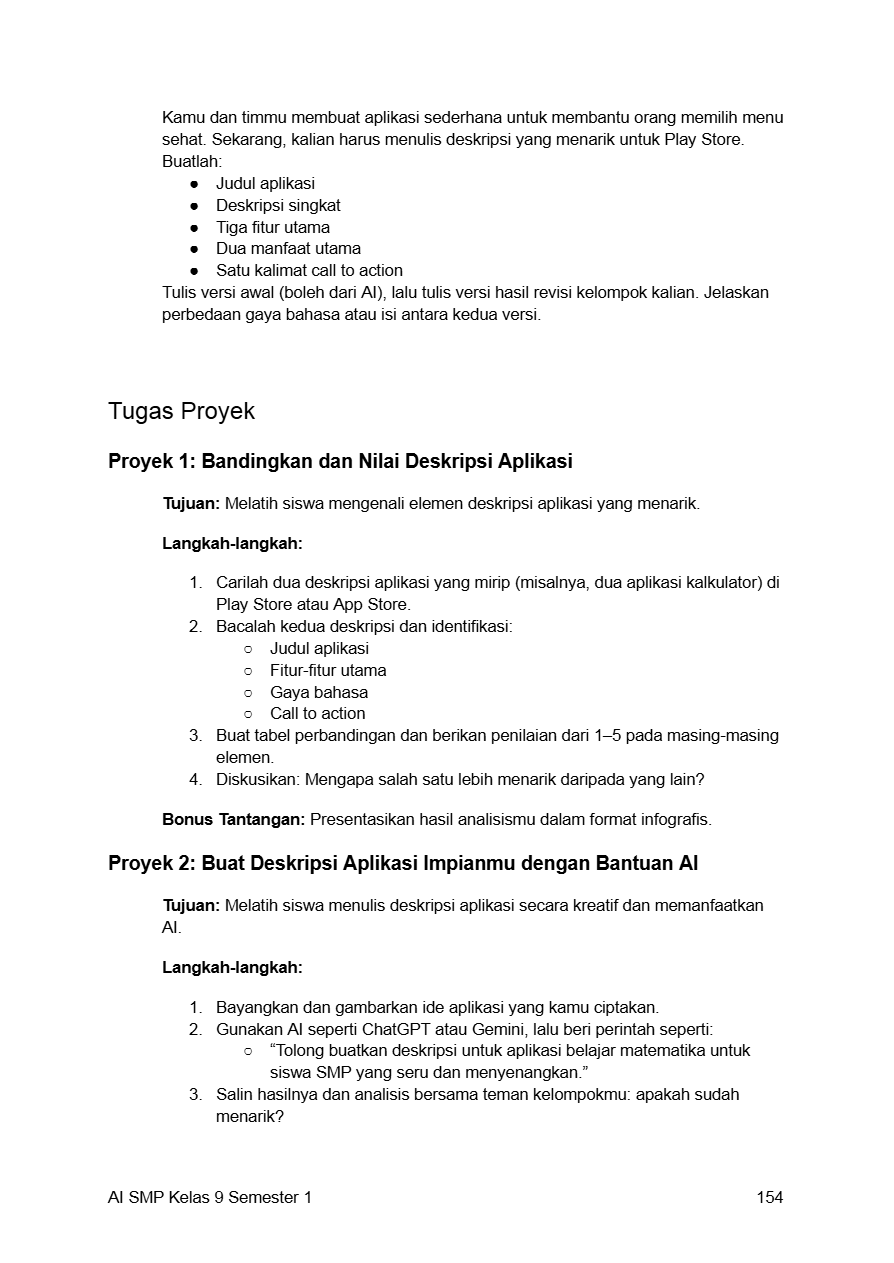 Kamu dan timmu membuat aplikasi sederhana untuk membantu orang memilih menu
sehat. Sekarang, kalian harus menulis deskripsi yang menarik untuk Play Store.
Buatlah:
● Judul aplikasi
● Deskripsi singkat
● Tiga fitur utama
● Dua manfaat utama
● Satu kalimat call to action
Tulis versi awal (boleh dari AI), lalu tulis versi hasil revisi kelompok kalian. Jelaskan
perbedaan gaya bahasa atau isi antara kedua versi.
Tugas Proyek
Proyek 1: Bandingkan dan Nilai Deskripsi Aplikasi
Tujuan: Melatih siswa mengenali elemen deskripsi aplikasi yang menarik.
Langkah-langkah:
1. Carilah dua deskripsi aplikasi yang mirip (misalnya, dua aplikasi kalkulator) di
Play Store atau App Store.
2. Bacalah kedua deskripsi dan identifikasi:
○ Judul aplikasi
○ Fitur-fitur utama
○ Gaya bahasa
○ Call to action
3. Buat tabel perbandingan dan berikan penilaian dari 1–5 pada masing-masing
elemen.
4. Diskusikan: Mengapa salah satu lebih menarik daripada yang lain?
Bonus Tantangan: Presentasikan hasil analisismu dalam format infografis.
Proyek 2: Buat Deskripsi Aplikasi Impianmu dengan Bantuan AI
Tujuan: Melatih siswa menulis deskripsi aplikasi secara kreatif dan memanfaatkan
AI.
Langkah-langkah:
1. Bayangkan dan gambarkan ide aplikasi yang kamu ciptakan.
2. Gunakan AI seperti ChatGPT atau Gemini, lalu beri perintah seperti:
○ “Tolong buatkan deskripsi untuk aplikasi belajar matematika untuk
siswa SMP yang seru dan menyenangkan.”
3. Salin hasilnya dan analisis bersama teman kelompokmu: apakah sudah
menarik?
AI SMP Kelas 9 Semester 1 154